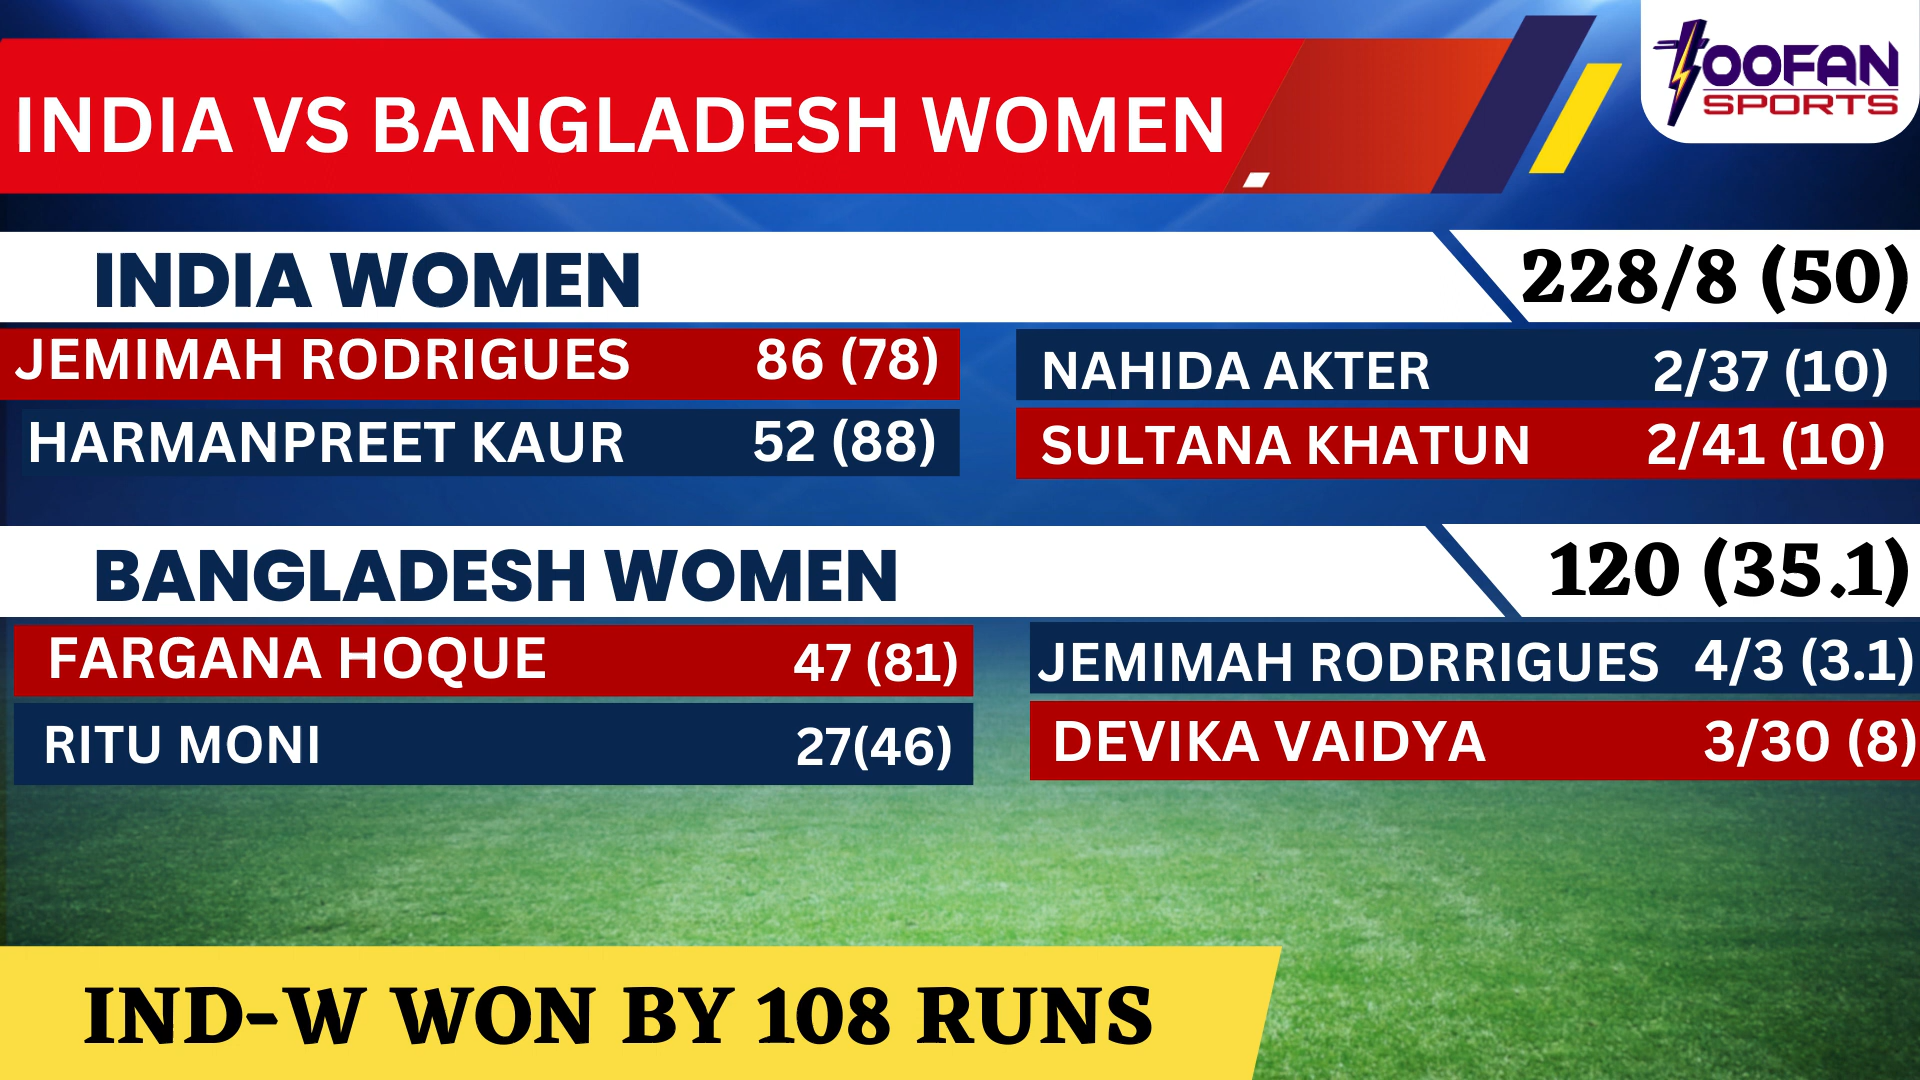 INDIA VS BANGLADESH WOMEN
TOOFAN
SPORTS
INDIA WOMEN 228/8 (50)
JEMIMAH RODRIGUES 86 (78) NAHIDA AKTER 2/37 (10)
HARMANPREET KAUR 52 (88) SULTANA KHATUN 2/41 (10)
BANGLADESH WOMEN 120 (35.1)
FARGANA HOQUE 47 (81) JEMIMAH RODRRIGUES 4/3 (3.1)
RITU MONI 27(46) DEVIKA VAIDYA 3/30 (8)
IND-W WON BY 108 RUNS